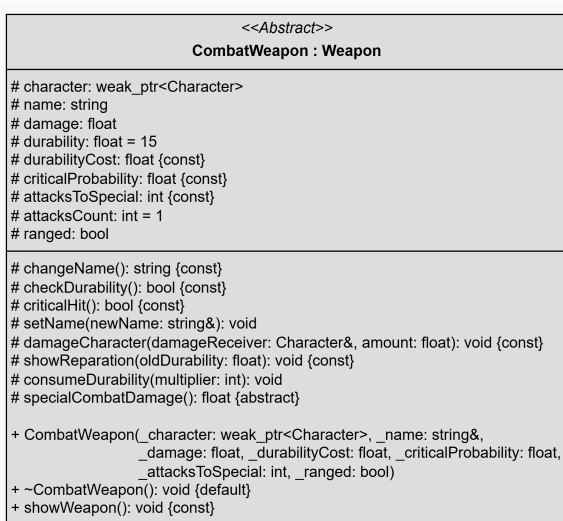 <<Abstract>>
CombatWeapon : Weapon
# character: weak_ptr<Character>
# name: string
# damage: float
# durability: float = 15
# durabilityCost: float {const}
# criticalProbability: float {const}
# attacksToSpecial: int {const}
# attacksCount: int = 1
# ranged: bool
# changeName(): string {const}
# checkDurability(): bool {const}
# criticalHit(): bool {const}
# setName(newName: string&): void
# damageCharacter(damageReceiver: Character&, amount: float): void {const}
# showReparation(oldDurability: float): void {const}
# consumeDurability(multiplier: int): void
# specialCombatDamage(): float {abstract}
+ CombatWeapon(_character: weak_ptr<Character>, _name: string&,
_damage: float, _durabilityCost: float, _criticalProbability: float,
_attacksToSpecial: int, _ranged: bool)
+ ~CombatWeapon(): void {default}
+ showWeapon(): void {const}